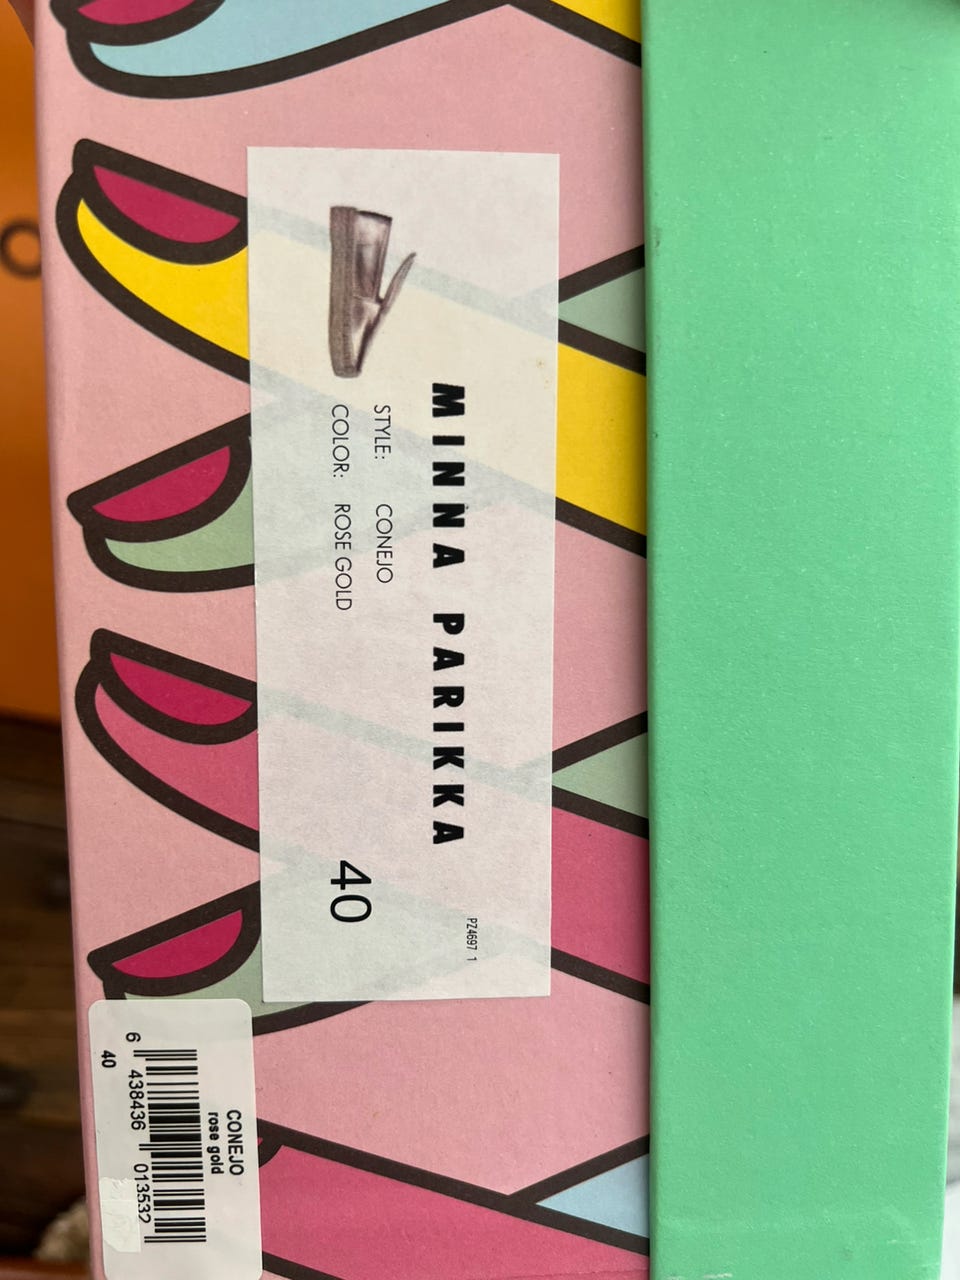 MINNA PARIKKA
STYLE: CONEJO
COLOR: ROSE GOLD
40
PZ4697 1
CONEJO
rose gold
6 438436 013532
40